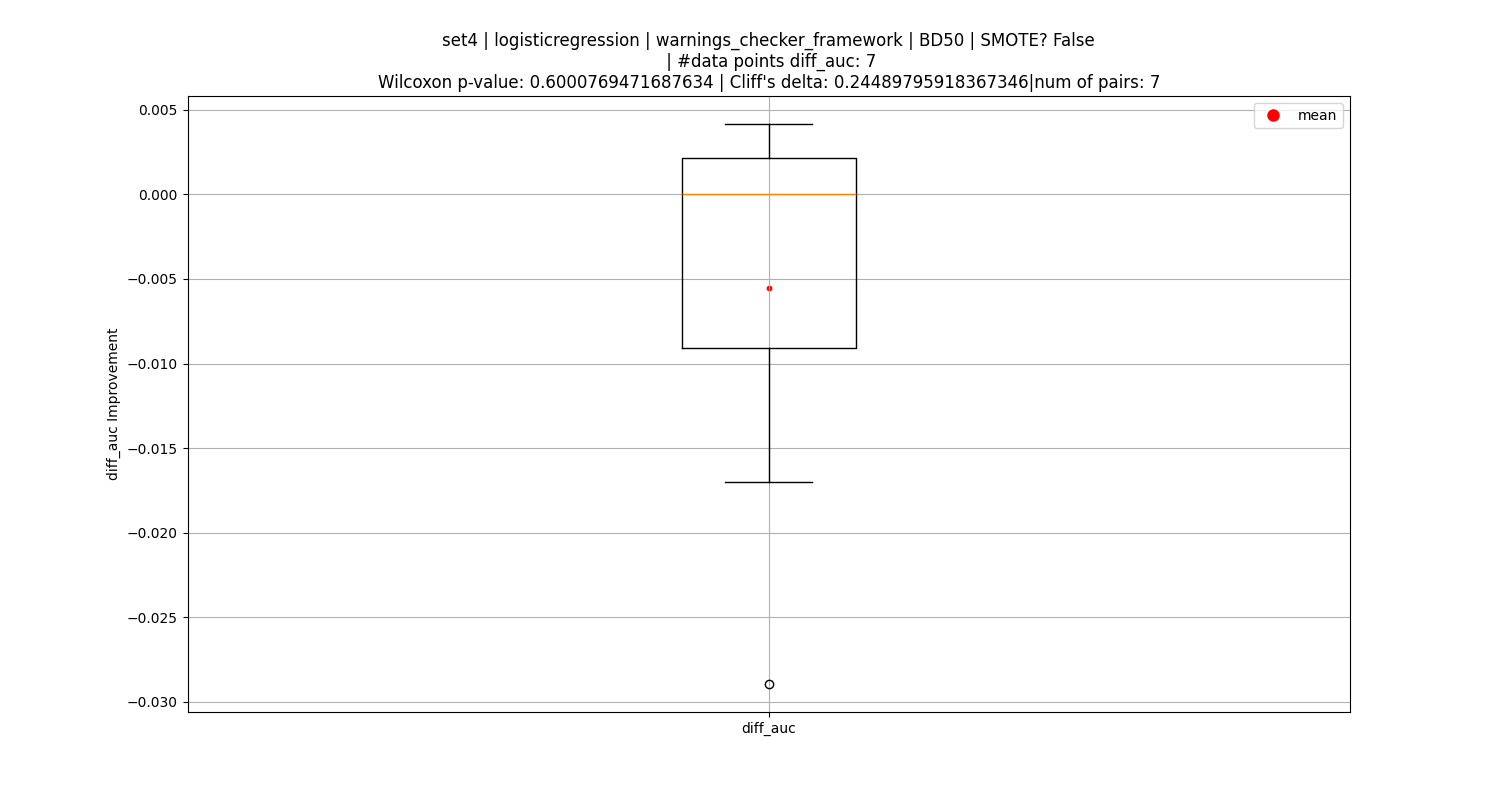 set4 | logisticregression | warnings_checker_framework | BD50 | SMOTE? False
| #data points diff_auc: 7
Wilcoxon p-value: 0.6000769471687634 | Cliff's delta: 0.24489795918367346|num of pairs: 7
mean
0.005
0.000
−0.005
−0.010
−0.015
−0.020
−0.025
−0.030
diff_auc Improvement
diff_auc